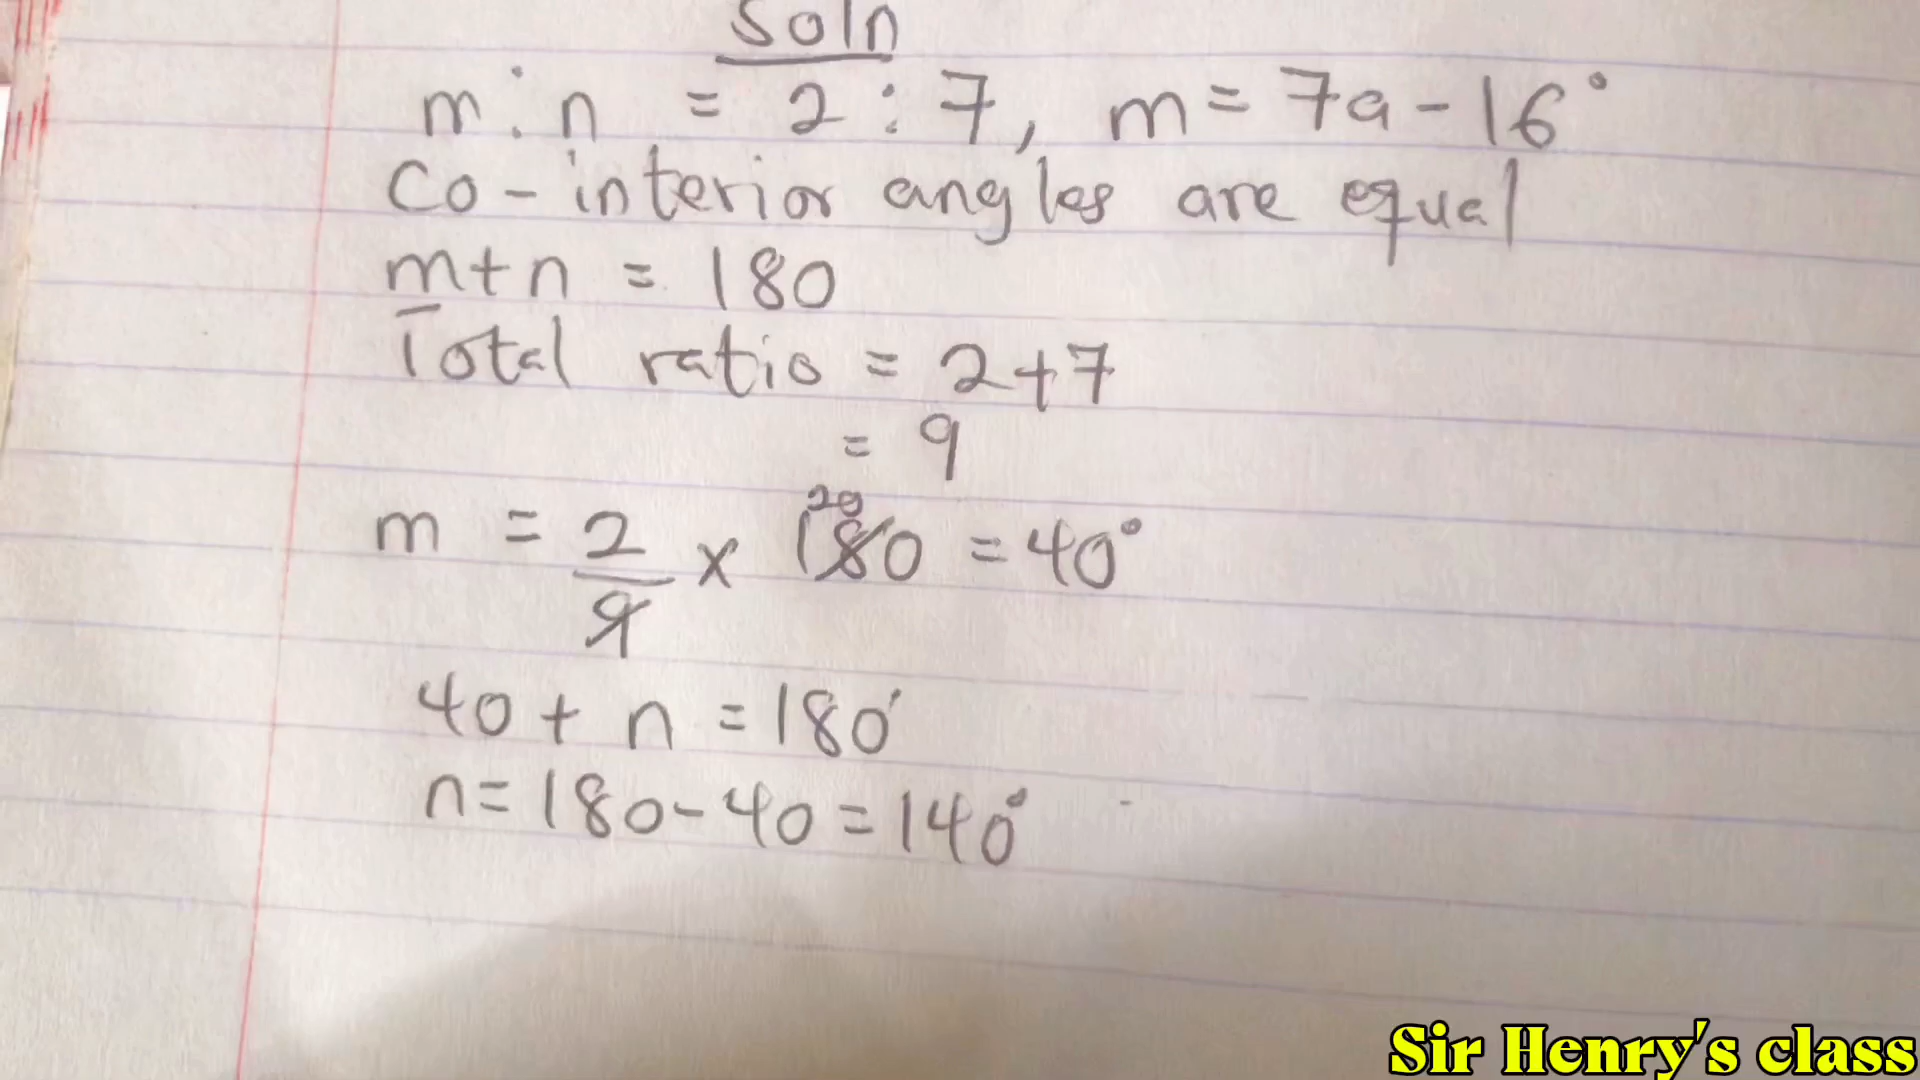 Soln
m : n = 2 : 7, m = 7a - 16°
Co-interior angles are equal
m+n = 180
Total ratio = 2+7
= 9
m = 2/9 x 180 20 = 40°
40 + n = 180°
n = 180 - 40 = 140°
Sir Henry's class